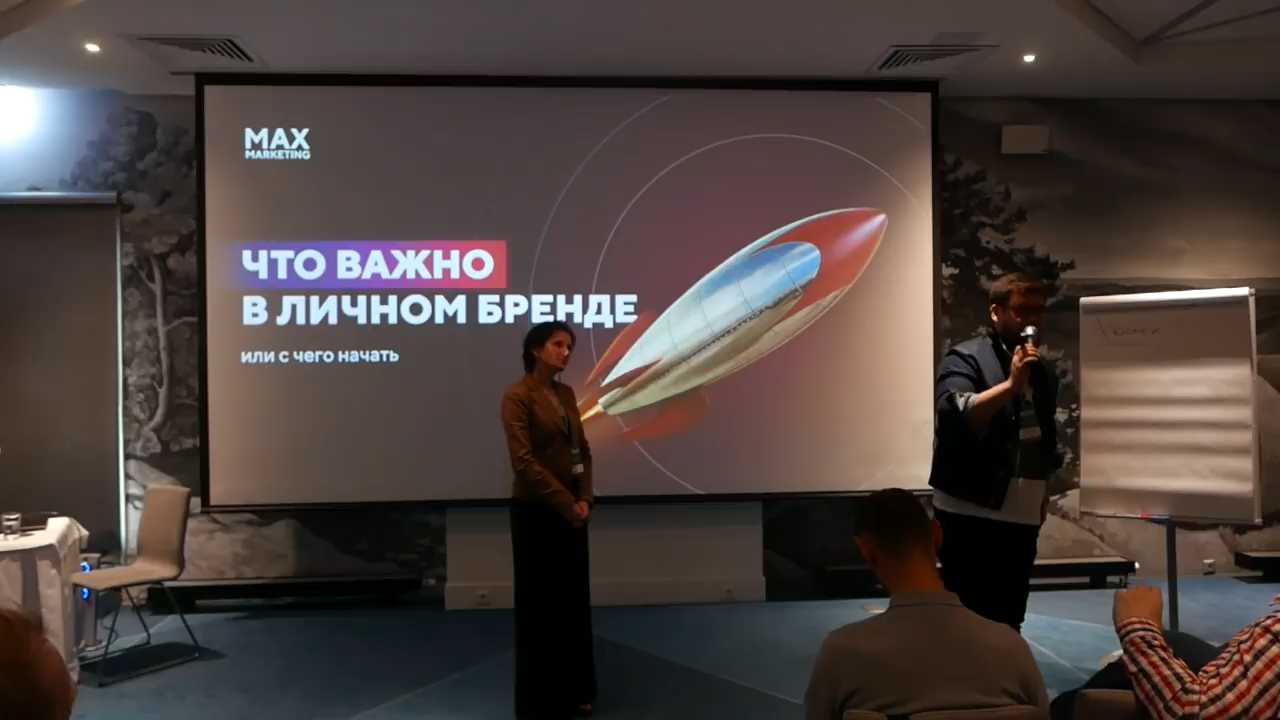 MAX
MARKETING
ЧТО ВАЖНО
В ЛИЧНОМ БРЕНДЕ
или с чего начать